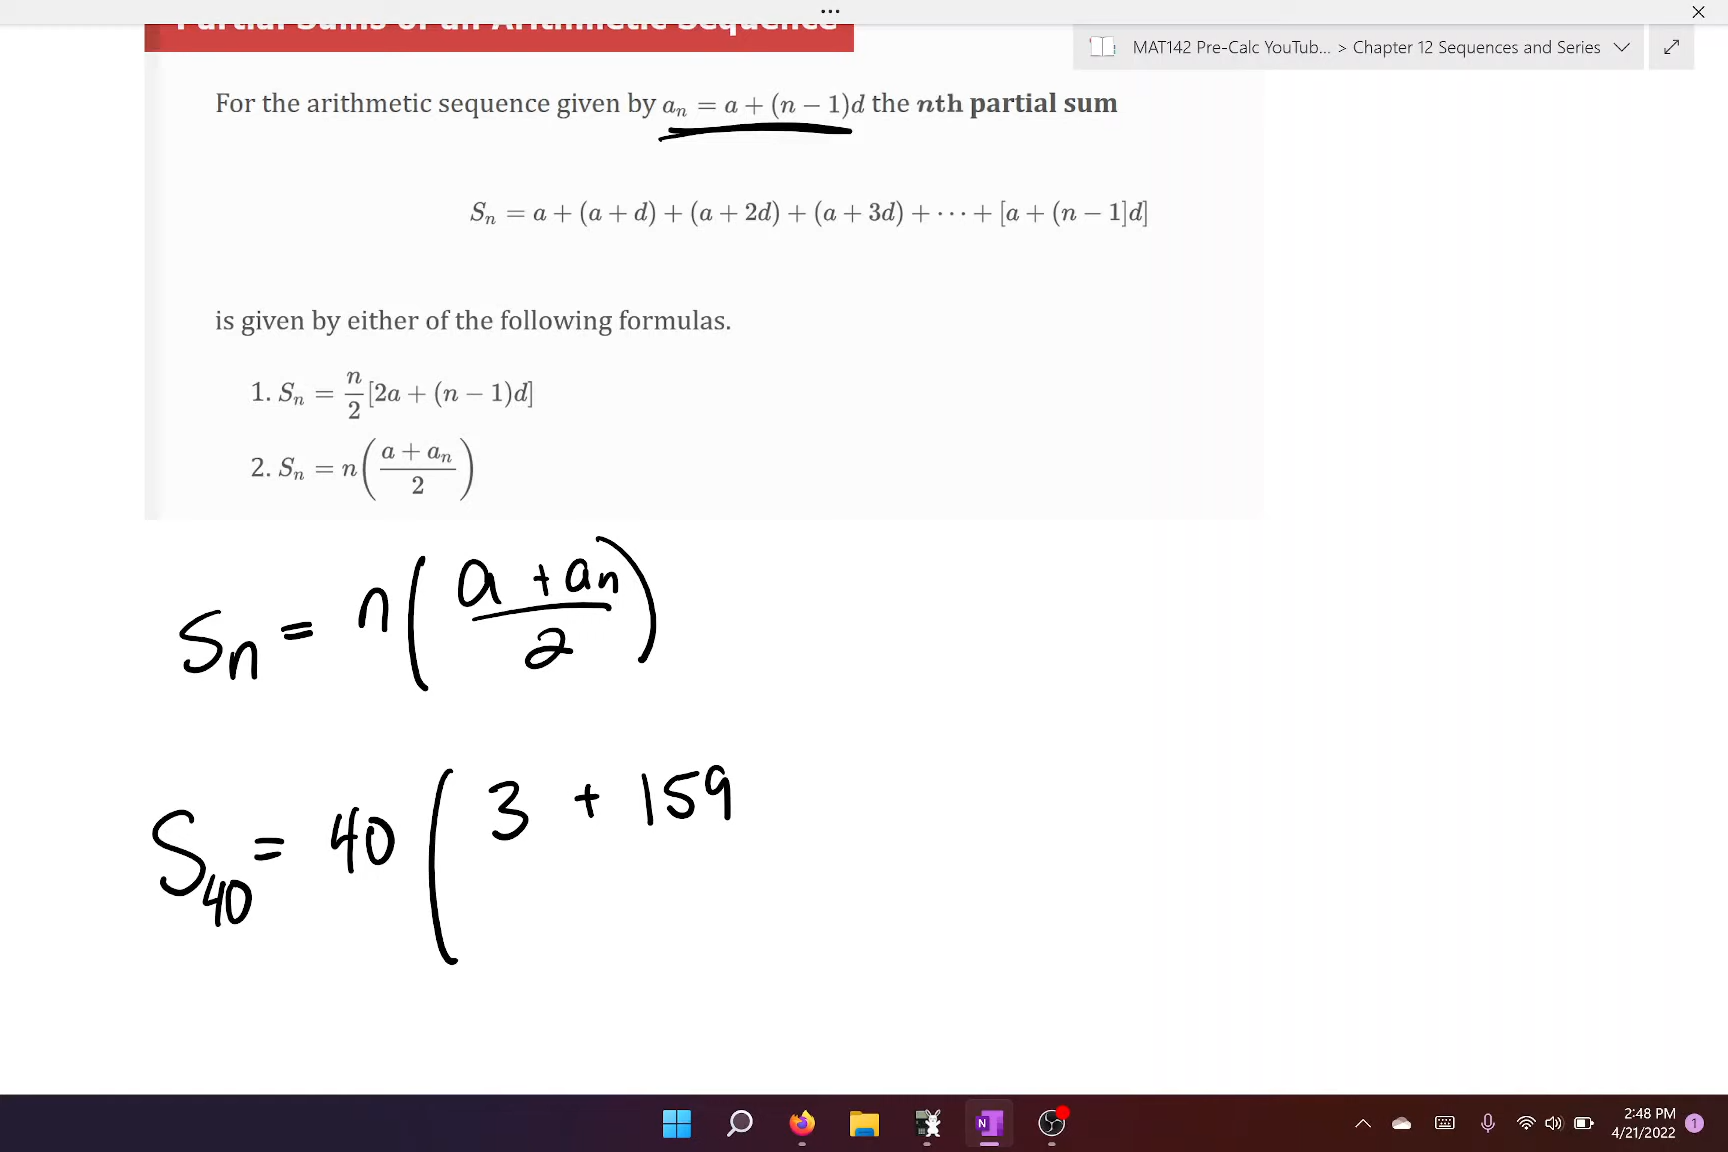 ...
Partial Sums of an Arithmetic Sequence
MAT142 Pre-Calc YouTub... > Chapter 12 Sequences and Series
For the arithmetic sequence given by aₙ = a + (n − 1)d the nth partial sum
Sₙ = a + (a + d) + (a + 2d) + (a + 3d) + ··· + [a + (n − 1]d]
is given by either of the following formulas.
1. Sₙ = n/2 [2a + (n − 1)d]
2. Sₙ = n((a + aₙ)/2)
Sn = n((a + an)/2)
S₄₀ = 40 ( 3 + 159
2:48 PM
4/21/2022
1